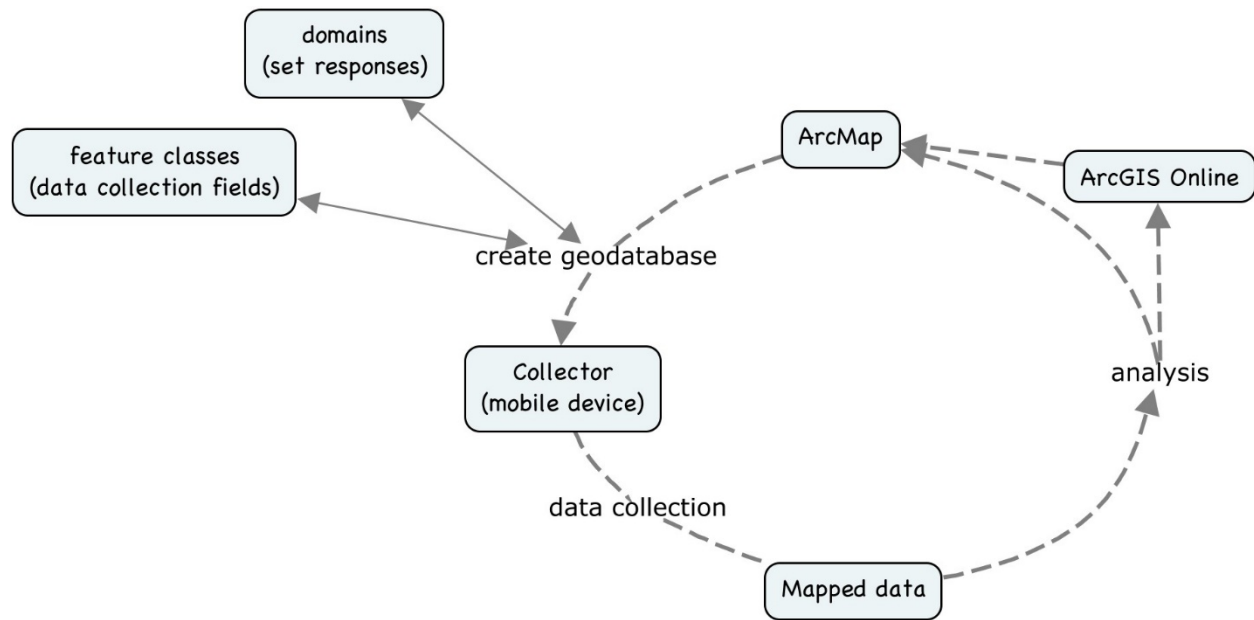 domains
(set responses)
feature classes
(data collection fields)
ArcMap
ArcGIS Online
create geodatabase
Collector
(mobile device)
analysis
data collection
Mapped data